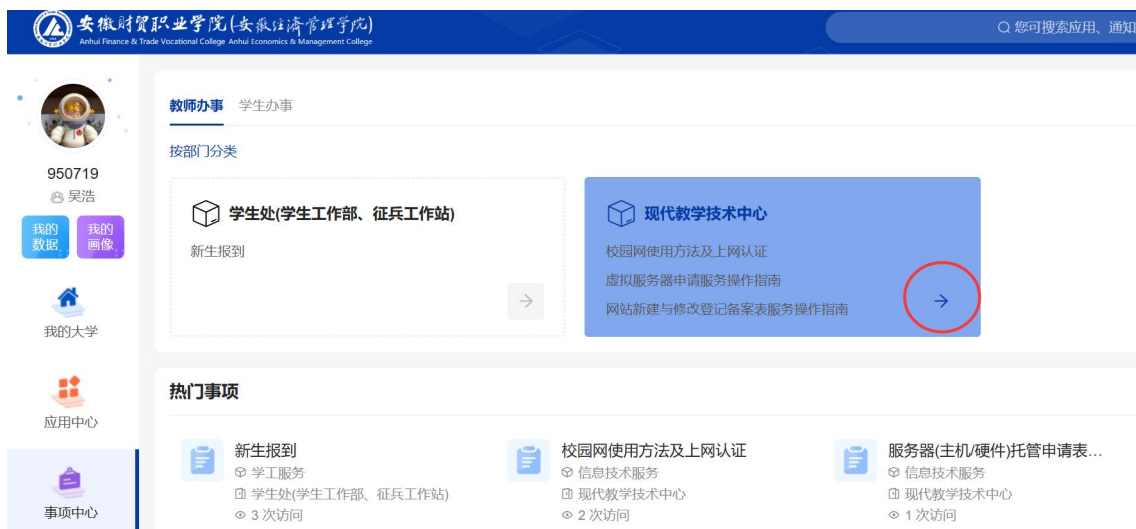 安徽财贸职业学院(安徽经济管理学院)
Anhui Finance & Trade Vocational College Anhui Economics & Management College
您可搜索应用、通知
教师办事 学生办事
按部门分类
950719
吴浩
我的数据
我的画像
学生处(学生工作部、征兵工作站)
新生报到
现代教学技术中心
校园网使用方法及上网认证
虚拟服务器申请服务操作指南
网站新建与修改登记备案表服务操作指南
我的大学
应用中心
事项中心
热门事项
新生报到
学工服务
学生处(学生工作部、征兵工作站)
3 次访问
校园网使用方法及上网认证
信息技术服务
现代教学技术中心
2 次访问
服务器(主机/硬件)托管申请表…
信息技术服务
现代教学技术中心
1 次访问